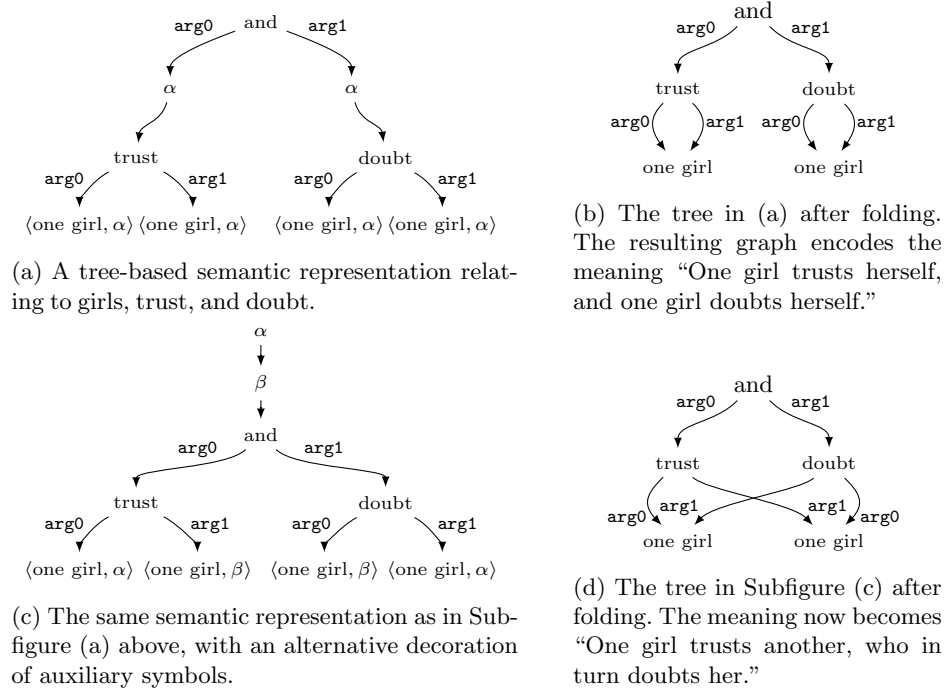 and
arg0 arg1
α α
trust doubt
arg0 arg1 arg0 arg1
⟨one girl, α⟩ ⟨one girl, α⟩ ⟨one girl, α⟩ ⟨one girl, α⟩
(a) A tree-based semantic representation relat-
ing to girls, trust, and doubt.
and
arg0 arg1
trust doubt
arg0 arg1 arg0 arg1
one girl one girl
(b) The tree in (a) after folding.
The resulting graph encodes the
meaning “One girl trusts herself,
and one girl doubts herself.”
α
β
and
arg0 arg1
trust doubt
arg0 arg1 arg0 arg1
⟨one girl, α⟩ ⟨one girl, β⟩ ⟨one girl, β⟩ ⟨one girl, α⟩
(c) The same semantic representation as in Sub-
figure (a) above, with an alternative decoration
of auxiliary symbols.
and
arg0 arg1
trust doubt
arg0 arg1 arg1 arg0
one girl one girl
(d) The tree in Subfigure (c) after
folding. The meaning now becomes
“One girl trusts another, who in
turn doubts her.”